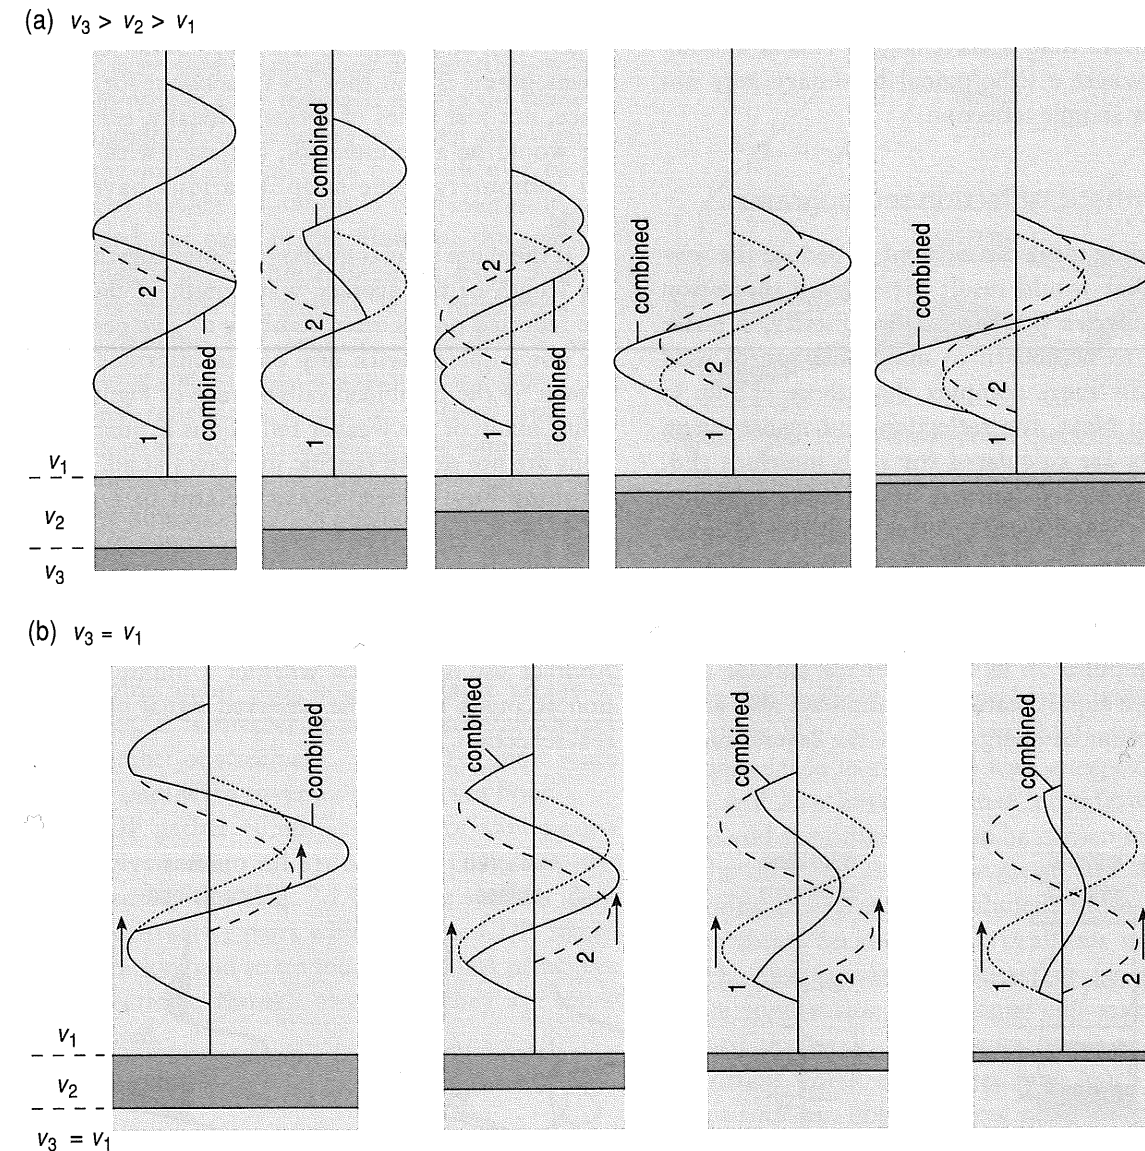 (a) v₃ > v₂ > v₁
combined
2
1
combined
2
1
2
combined
1
combined
2
1
combined
2
1
v₁
v₂
v₃
(b) v₃ = v₁
combined
combined
2
combined
1
2
combined
1
2
v₁
v₂
v₃ = v₁